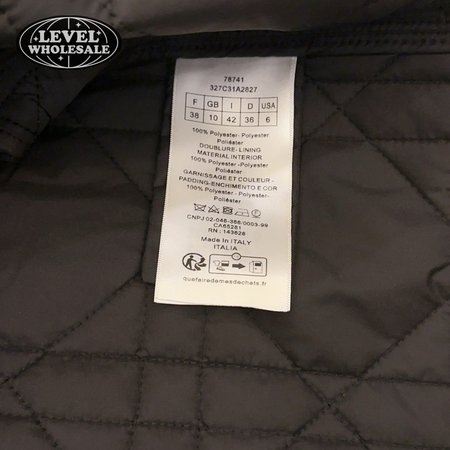 LEVEL
WHOLESALE
78741
327C31A2827
F GB I D USA
38 10 42 36 6
100% Polyester- Polyester
Poliéster
DOUBLURE - LINING
MATERIAL INTERIOR
100% Polyester- Polyester
Poliéster
GARNISSAGE ET COULEUR -
PADDING-ENCHIMENTO E COR
100% Polyester- Polyester-
Poliéster
CNPJ 02-046-386/0003-99
CA55281
RN : 143628
Made In ITALY
ITALIA
quefairedemesdechets.fr